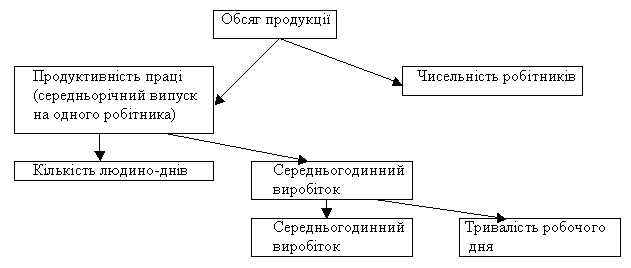 Обсяг продукції
Продуктивність праці
(середньорічний випуск
на одного робітника)
Чисельність робітників
Кількість людино-днів
Середньогодинний
виробіток
Середньогодинний
виробіток
Тривалість робочого
дня